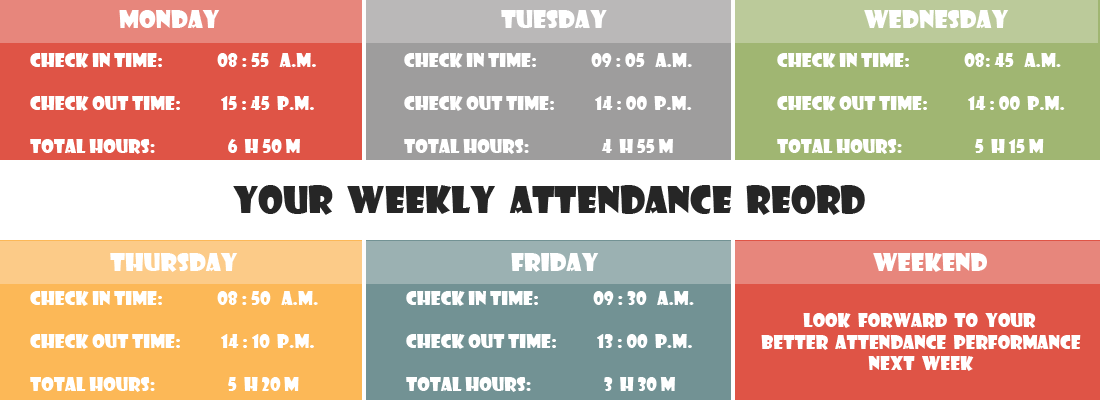 MONDAY
CHECK IN TIME: 08 : 55 A.M.
CHECK OUT TIME: 15 : 45 P.M.
TOTAL HOURS: 6 H 50 M
TUESDAY
CHECK IN TIME: 09 : 05 A.M.
CHECK OUT TIME: 14 : 00 P.M.
TOTAL HOURS: 4 H 55 M
WEDNESDAY
CHECK IN TIME: 08: 45 A.M.
CHECK OUT TIME: 14 : 00 P.M.
TOTAL HOURS: 5 H 15 M
YOUR WEEKLY ATTENDANCE REORD
THURSDAY
CHECK IN TIME: 08 : 50 A.M.
CHECK OUT TIME: 14 : 10 P.M.
TOTAL HOURS: 5 H 20 M
FRIDAY
CHECK IN TIME: 09 : 30 A.M.
CHECK OUT TIME: 13 : 00 P.M.
TOTAL HOURS: 3 H 30 M
WEEKEND
LOOK FORWARD TO YOUR
BETTER ATTENDANCE PERFORMANCE
NEXT WEEK